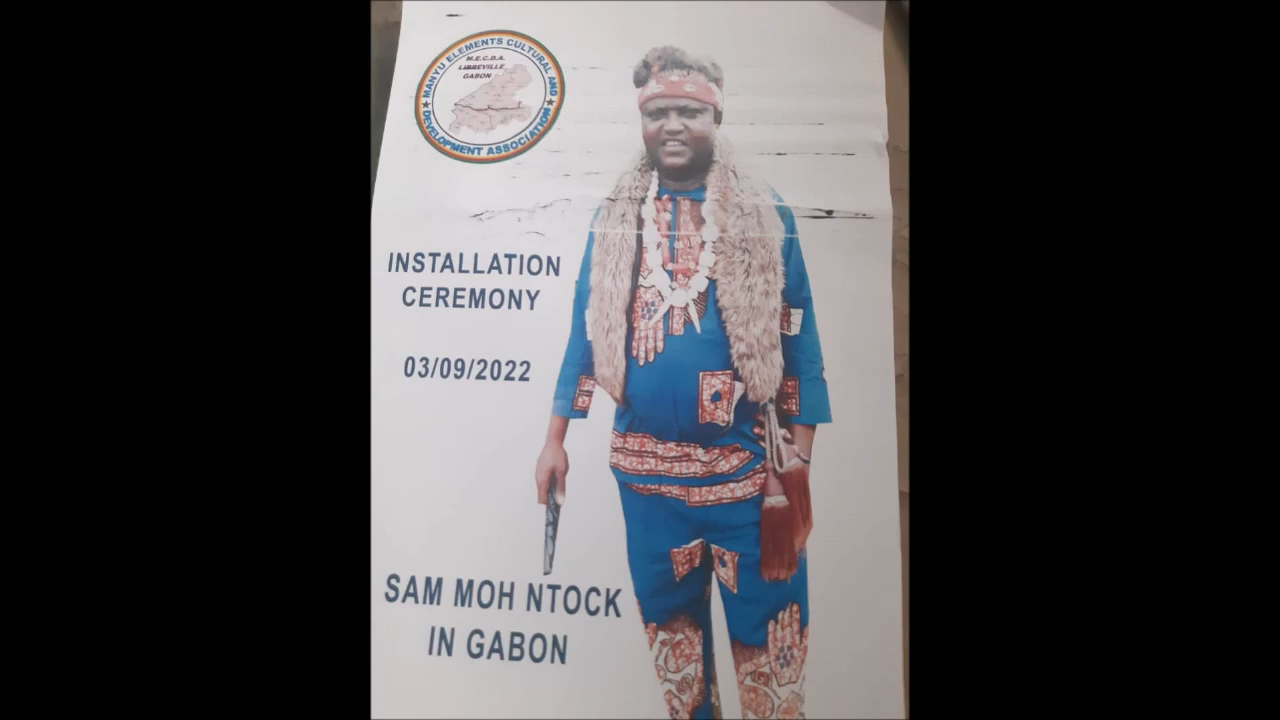 MANYU ELEMENTS CULTURAL AND
DEVELOPMENT ASSOCIATION
M.E.C.D.A.
LIBREVILLE
GABON
INSTALLATION
CEREMONY
03/09/2022
SAM MOH NTOCK
IN GABON